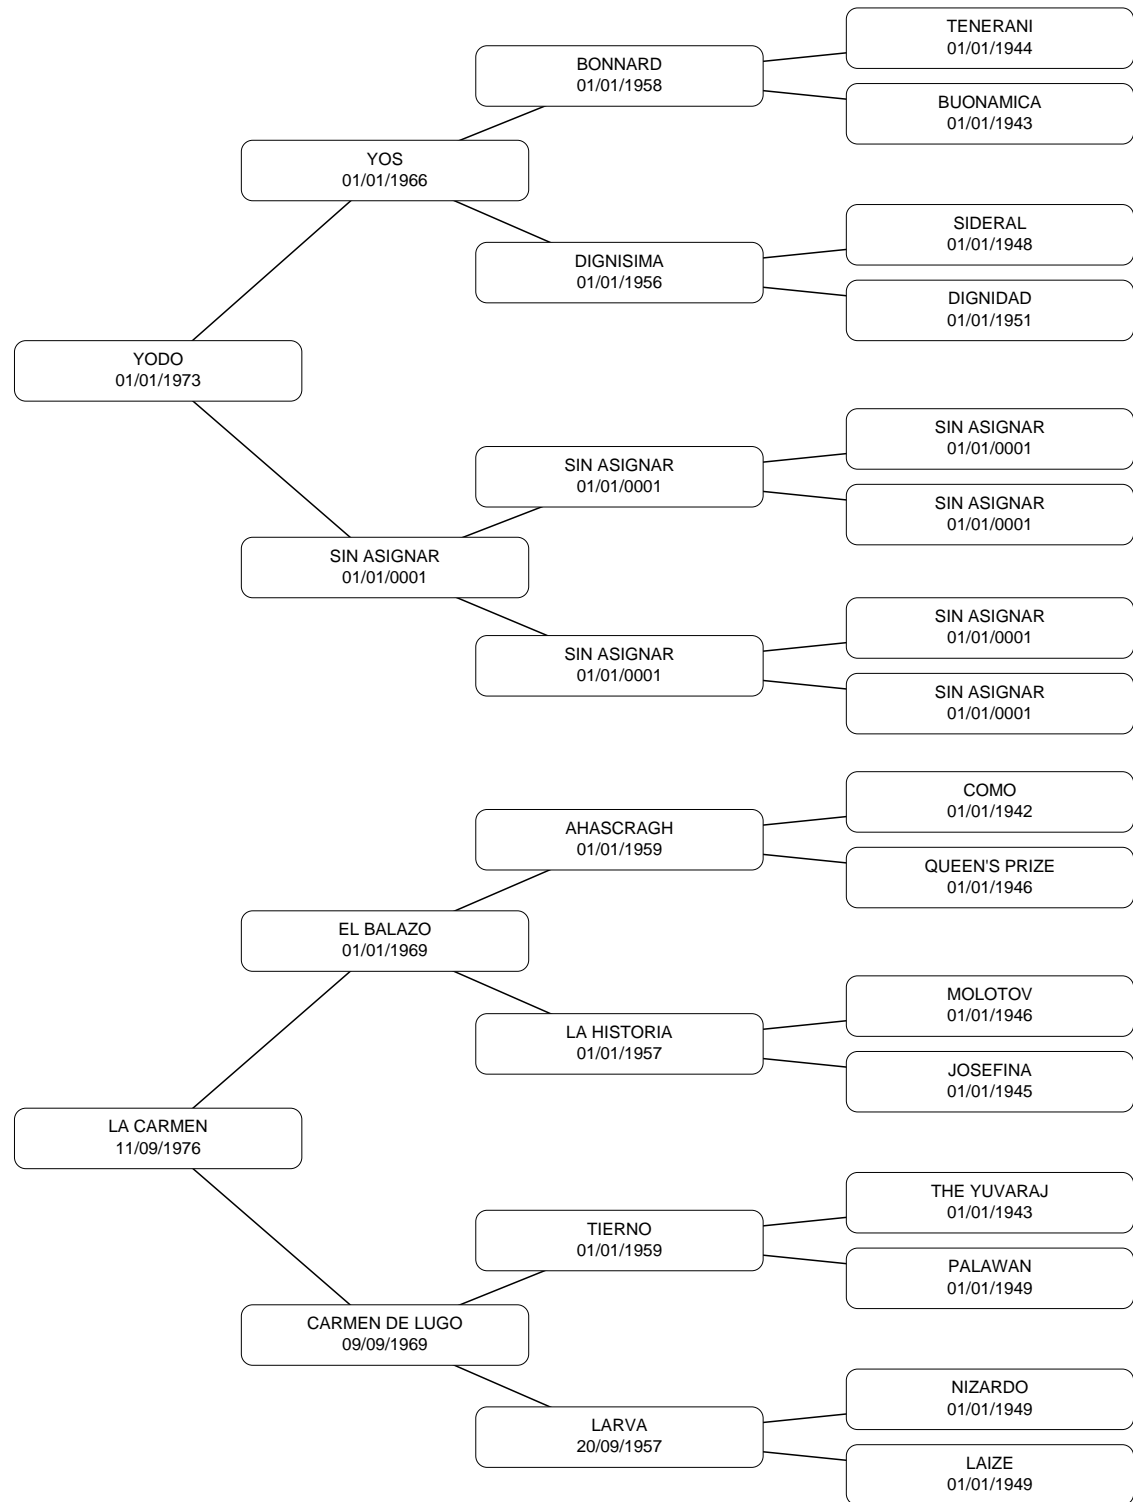 TENERANI
01/01/1944
BONNARD
01/01/1958
BUONAMICA
01/01/1943
YOS
01/01/1966
SIDERAL
01/01/1948
DIGNISIMA
01/01/1956
DIGNIDAD
01/01/1951
YODO
01/01/1973
SIN ASIGNAR
01/01/0001
SIN ASIGNAR
01/01/0001
SIN ASIGNAR
01/01/0001
SIN ASIGNAR
01/01/0001
SIN ASIGNAR
01/01/0001
SIN ASIGNAR
01/01/0001
SIN ASIGNAR
01/01/0001
COMO
01/01/1942
AHASCRAGH
01/01/1959
QUEEN'S PRIZE
01/01/1946
EL BALAZO
01/01/1969
MOLOTOV
01/01/1946
LA HISTORIA
01/01/1957
JOSEFINA
01/01/1945
LA CARMEN
11/09/1976
THE YUVARAJ
01/01/1943
TIERNO
01/01/1959
PALAWAN
01/01/1949
CARMEN DE LUGO
09/09/1969
NIZARDO
01/01/1949
LARVA
20/09/1957
LAIZE
01/01/1949